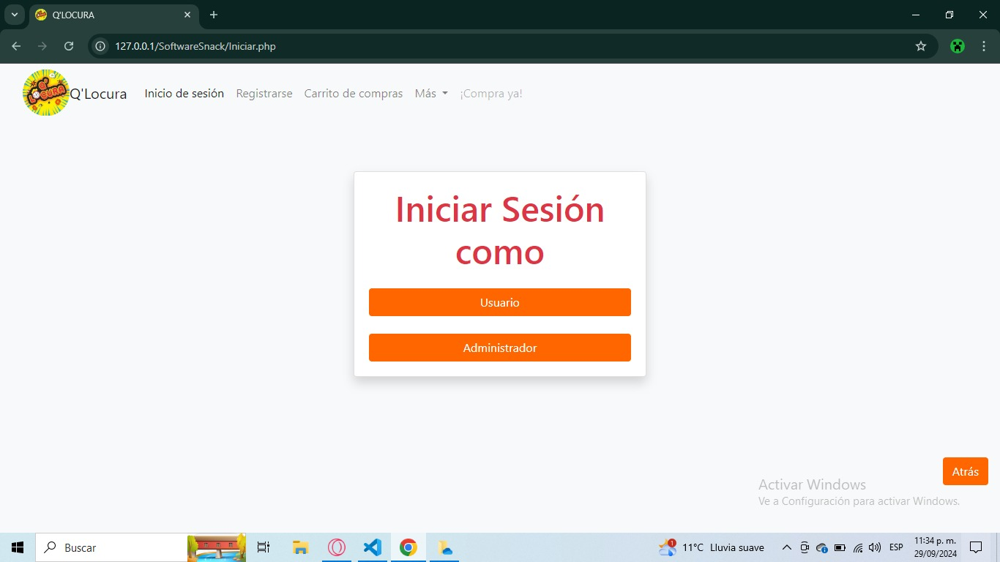 Q'LOCURA
127.0.0.1/SoftwareSnack/Iniciar.php
Q' LOCURA
Q'Locura Inicio de sesión Registrarse Carrito de compras Más ¡Compra ya!
Iniciar Sesión
como
Usuario
Administrador
Atrás
Activar Windows
Ve a Configuración para activar Windows.
Buscar
1
11°C Lluvia suave
ESP
11:34 p. m.
29/09/2024